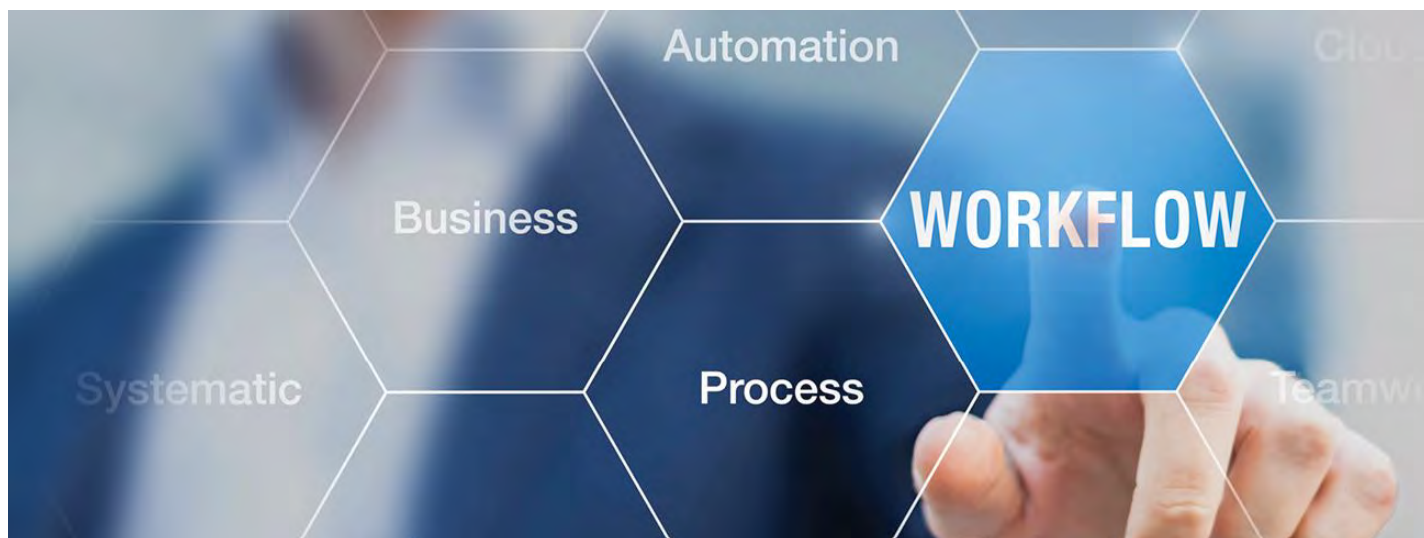 Automation
Business
WORKFLOW
Systematic
Process